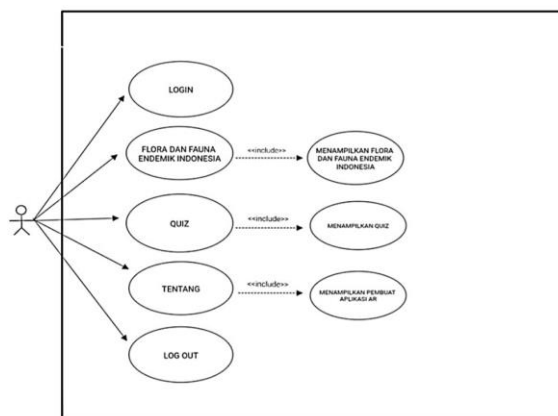 LOGIN
FLORA DAN FAUNA
ENDEMIK INDONESIA
<<include>>
MENAMPILKAN FLORA
DAN FAUNA ENDEMIK
INDONESIA
QUIZ
<<include>>
MENAMPILKAN QUIZ
TENTANG
<<include>>
MENAMPILKAN PEMBUAT
APLIKASI AR
LOG OUT